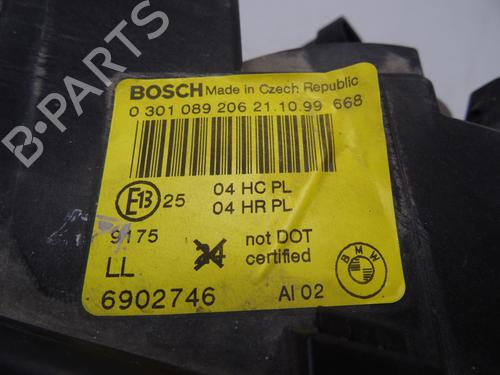 BOSCH Made in Czech Republic
0 301 089 206 21.10.99 668
E13 25 04 HC PL
04 HR PL
9175 not DOT
24 certified
LL
6902746 AI 02
BMW
B-PARTS